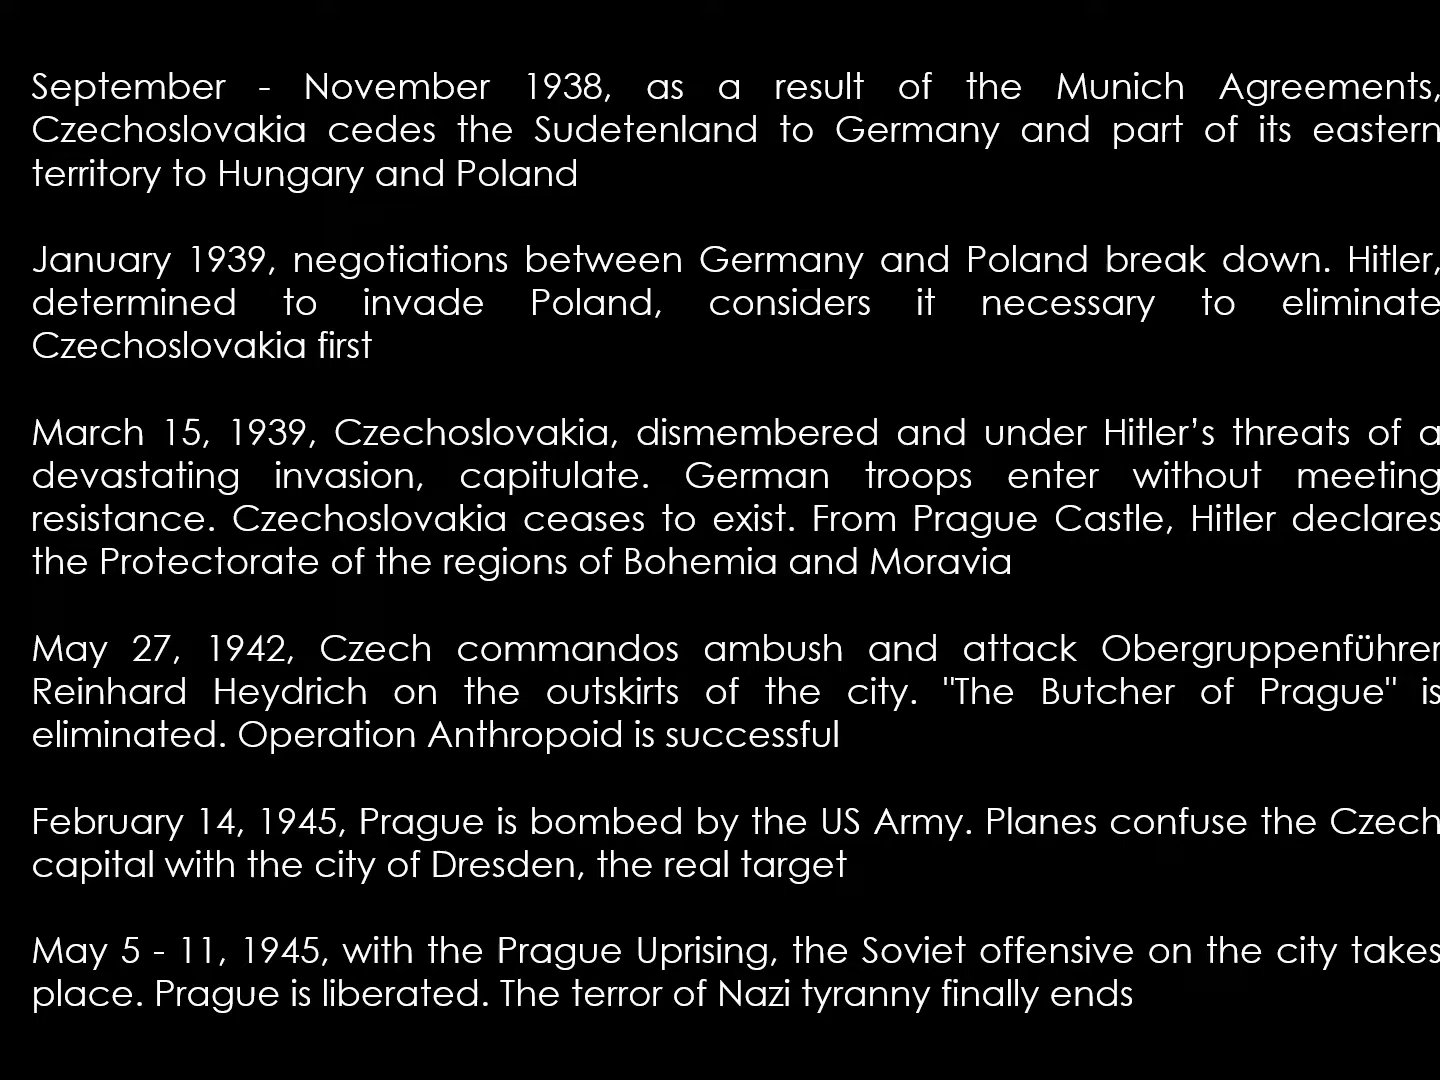 September - November 1938, as a result of the Munich Agreements,
Czechoslovakia cedes the Sudetenland to Germany and part of its eastern
territory to Hungary and Poland
January 1939, negotiations between Germany and Poland break down. Hitler,
determined to invade Poland, considers it necessary to eliminate
Czechoslovakia first
March 15, 1939, Czechoslovakia, dismembered and under Hitler’s threats of a
devastating invasion, capitulate. German troops enter without meeting
resistance. Czechoslovakia ceases to exist. From Prague Castle, Hitler declares
the Protectorate of the regions of Bohemia and Moravia
May 27, 1942, Czech commandos ambush and attack Obergruppenführer
Reinhard Heydrich on the outskirts of the city. "The Butcher of Prague" is
eliminated. Operation Anthropoid is successful
February 14, 1945, Prague is bombed by the US Army. Planes confuse the Czech
capital with the city of Dresden, the real target
May 5 - 11, 1945, with the Prague Uprising, the Soviet offensive on the city takes
place. Prague is liberated. The terror of Nazi tyranny finally ends